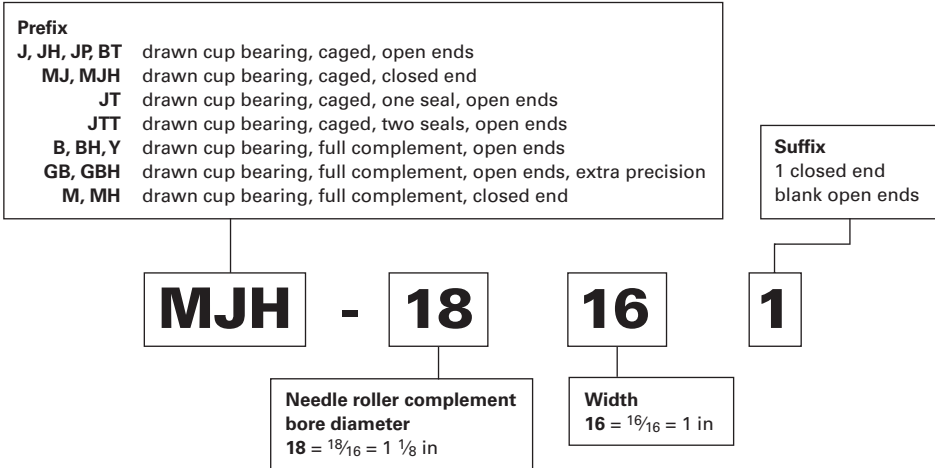 Prefix
J, JH, JP, BT drawn cup bearing, caged, open ends
MJ, MJH drawn cup bearing, caged, closed end
JT drawn cup bearing, caged, one seal, open ends
JTT drawn cup bearing, caged, two seals, open ends
B, BH, Y drawn cup bearing, full complement, open ends
GB, GBH drawn cup bearing, full complement, open ends, extra precision
M, MH drawn cup bearing, full complement, closed end
Suffix
1 closed end
blank open ends
MJH - 18 16 1
Needle roller complement
bore diameter
18 = 18⁄16 = 1 1⁄8 in
Width
16 = 16⁄16 = 1 in